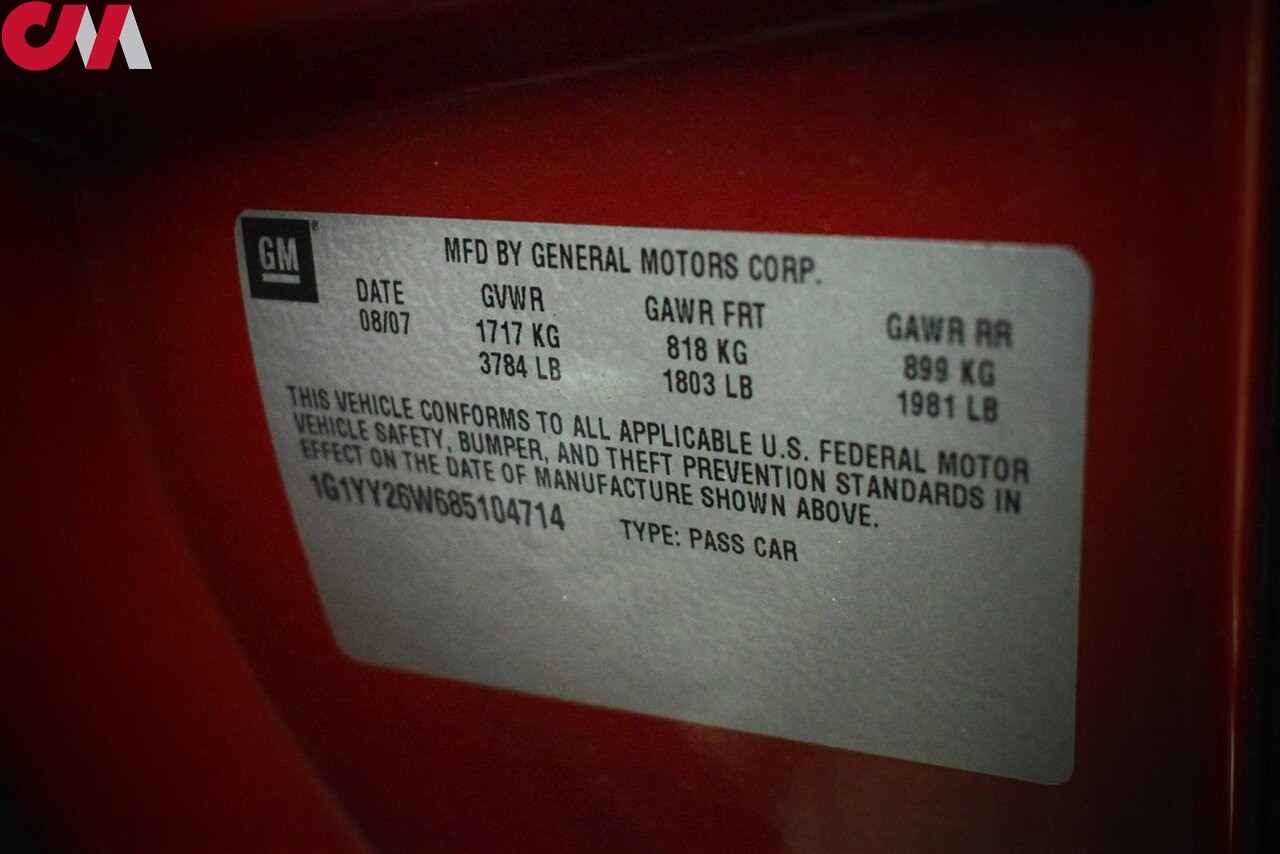 CM
GM®
MFD BY GENERAL MOTORS CORP.
DATE GVWR GAWR FRT GAWR RR
08/07 1717 KG 818 KG 899 KG
3784 LB 1803 LB 1981 LB
THIS VEHICLE CONFORMS TO ALL APPLICABLE U.S. FEDERAL MOTOR
VEHICLE SAFETY, BUMPER, AND THEFT PREVENTION STANDARDS IN
EFFECT ON THE DATE OF MANUFACTURE SHOWN ABOVE.
1G1YY26W685104714 TYPE: PASS CAR